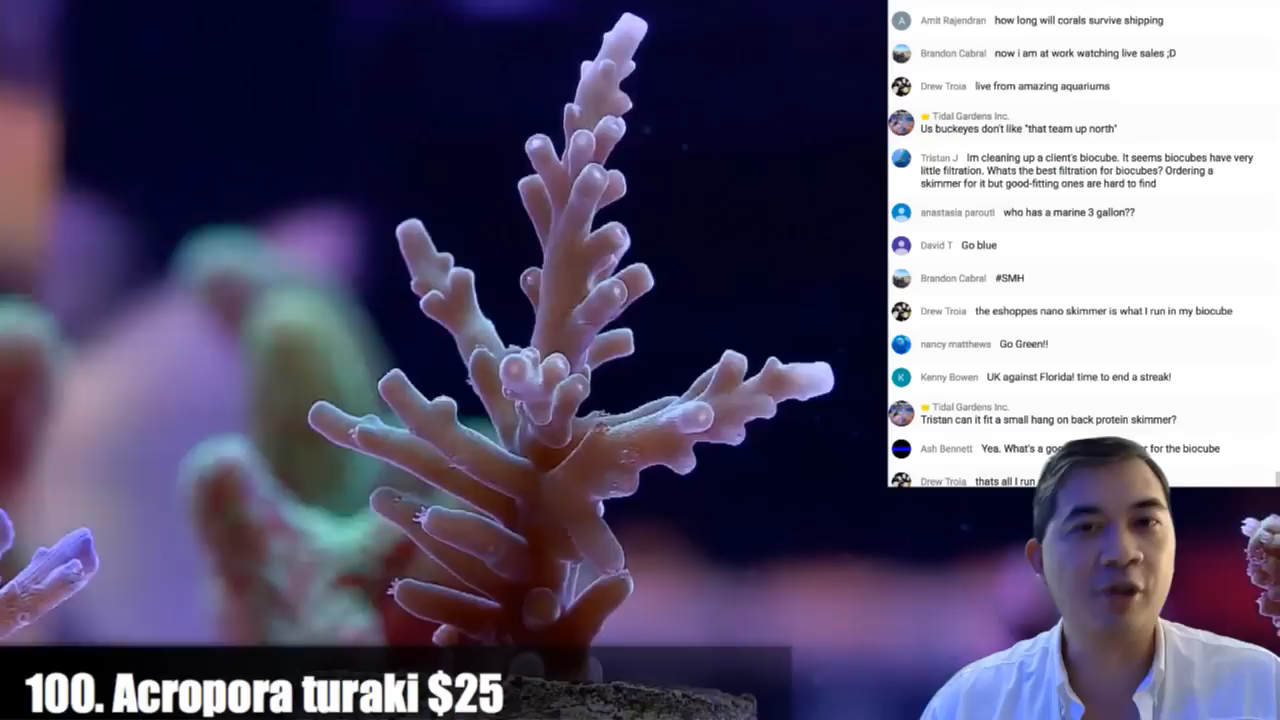 A Amit Rajendran how long will corals survive shipping
Brandon Cabral now i am at work watching live sales ;D
Drew Troia live from amazing aquariums
Tidal Gardens Inc.
Us buckeyes don't like "that team up north"
Tristan J Im cleaning up a client's biocube. It seems biocubes have very
little filtration. Whats the best filtration for biocubes? Ordering a
skimmer for it but good-fitting ones are hard to find
anastasia parouti who has a marine 3 gallon??
David T Go blue
Brandon Cabral #SMH
Drew Troia the eshoppes nano skimmer is what I run in my biocube
nancy matthews Go Green!!
K Kenny Bowen UK against Florida! time to end a streak!
Tidal Gardens Inc.
Tristan can it fit a small hang on back protein skimmer?
Ash Bennett Yea. What's a for the biocube
Drew Troia thats all I run
100. Acropora turaki $25